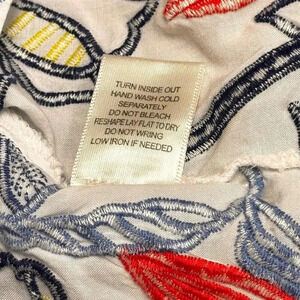 TURN INSIDE OUT
HAND WASH COLD
SEPARATELY
DO NOT BLEACH
RESHAPE LAY FLAT TO DRY
DO NOT WRING
LOW IRON IF NEEDED